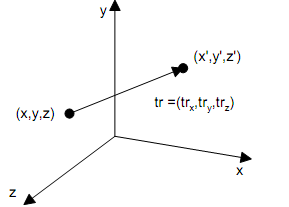 y
(x',y',z')
tr =(trx,try,trz)
(x,y,z)
x
z